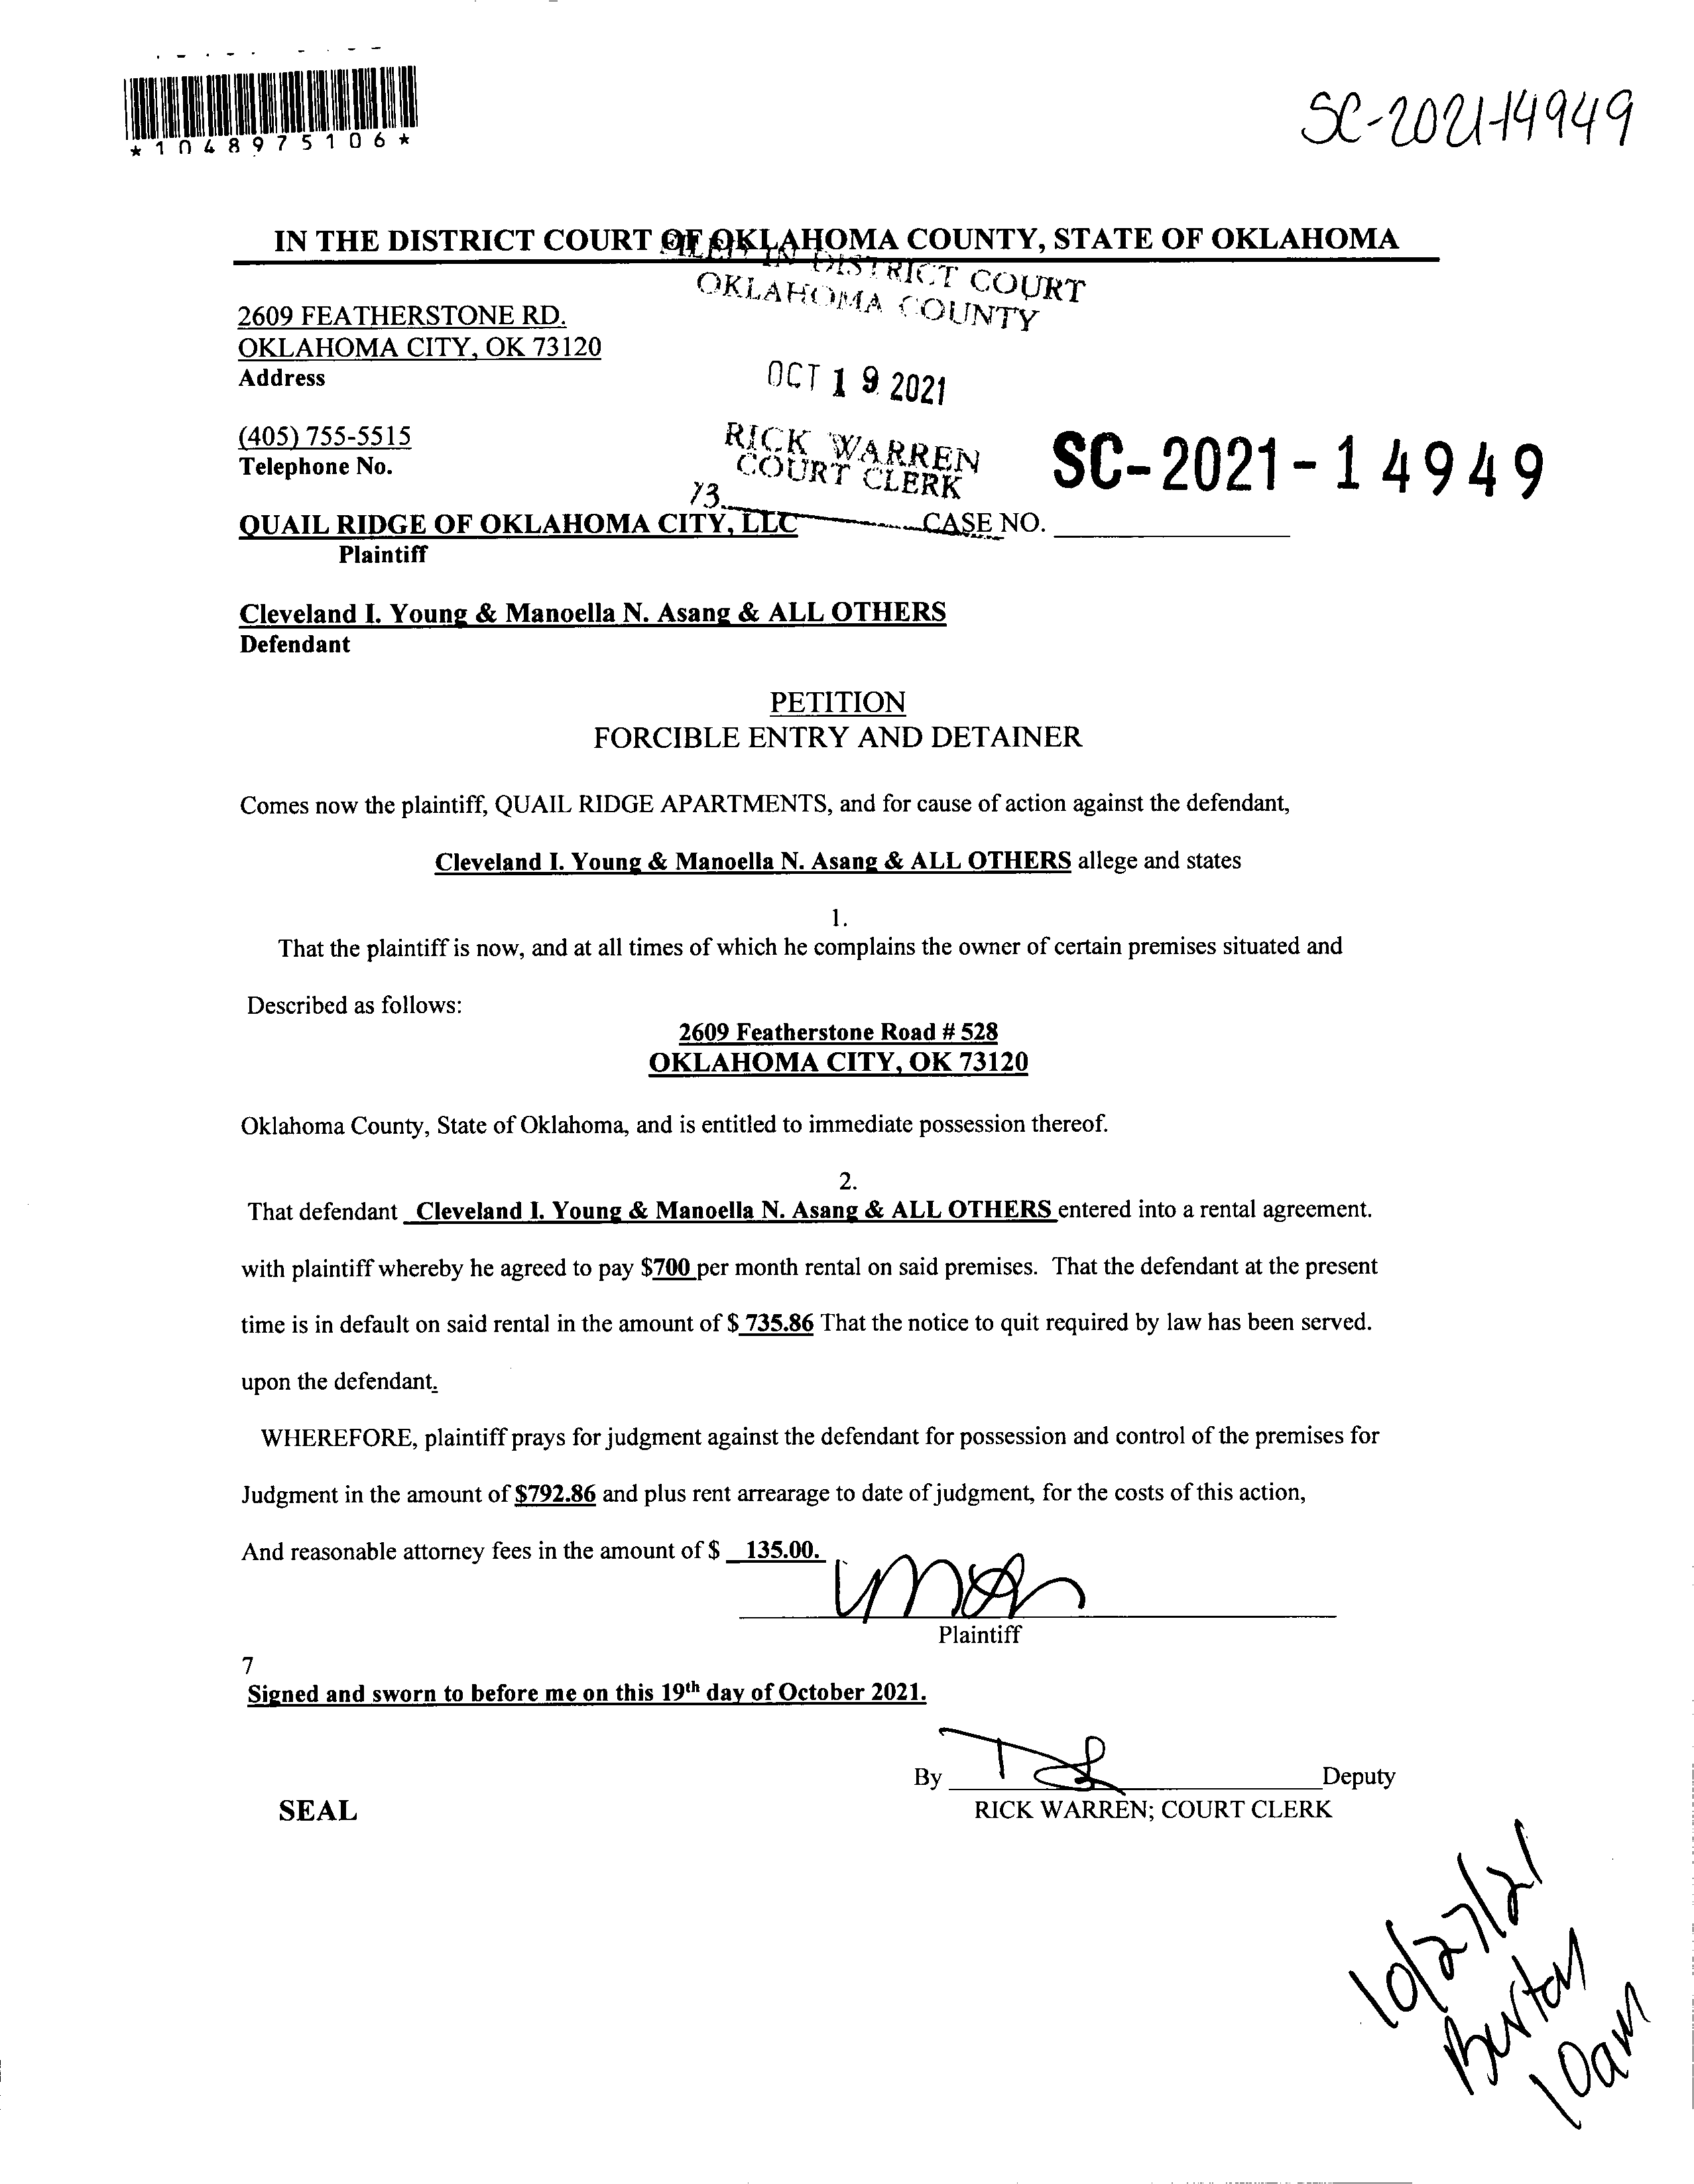 *1048975106*
SC-2021-14949
IN THE DISTRICT COURT OF OKLAHOMA COUNTY, STATE OF OKLAHOMA
FILED IN DISTRICT COURT
OKLAHOMA COUNTY
2609 FEATHERSTONE RD.
OKLAHOMA CITY, OK 73120
Address
OCT 19 2021
(405) 755-5515
Telephone No.
RICK WARREN
COURT CLERK
SC-2021-14949
73
QUAIL RIDGE OF OKLAHOMA CITY, LLC CASE NO.
Plaintiff
Cleveland I. Young & Manoella N. Asang & ALL OTHERS
Defendant
PETITION
FORCIBLE ENTRY AND DETAINER
Comes now the plaintiff, QUAIL RIDGE APARTMENTS, and for cause of action against the defendant,
Cleveland I. Young & Manoella N. Asang & ALL OTHERS allege and states
1.
That the plaintiff is now, and at all times of which he complains the owner of certain premises situated and
Described as follows:
2609 Featherstone Road # 528
OKLAHOMA CITY, OK 73120
Oklahoma County, State of Oklahoma, and is entitled to immediate possession thereof.
2.
That defendant Cleveland I. Young & Manoella N. Asang & ALL OTHERS entered into a rental agreement.
with plaintiff whereby he agreed to pay $700 per month rental on said premises. That the defendant at the present
time is in default on said rental in the amount of $ 735.86 That the notice to quit required by law has been served.
upon the defendant.
WHEREFORE, plaintiff prays for judgment against the defendant for possession and control of the premises for
Judgment in the amount of $792.86 and plus rent arrearage to date of judgment, for the costs of this action,
And reasonable attorney fees in the amount of $ 135.00.
Plaintiff
7
Signed and sworn to before me on this 19th day of October 2021.
By Deputy
SEAL
RICK WARREN; COURT CLERK
10/27/21
Burton
10am